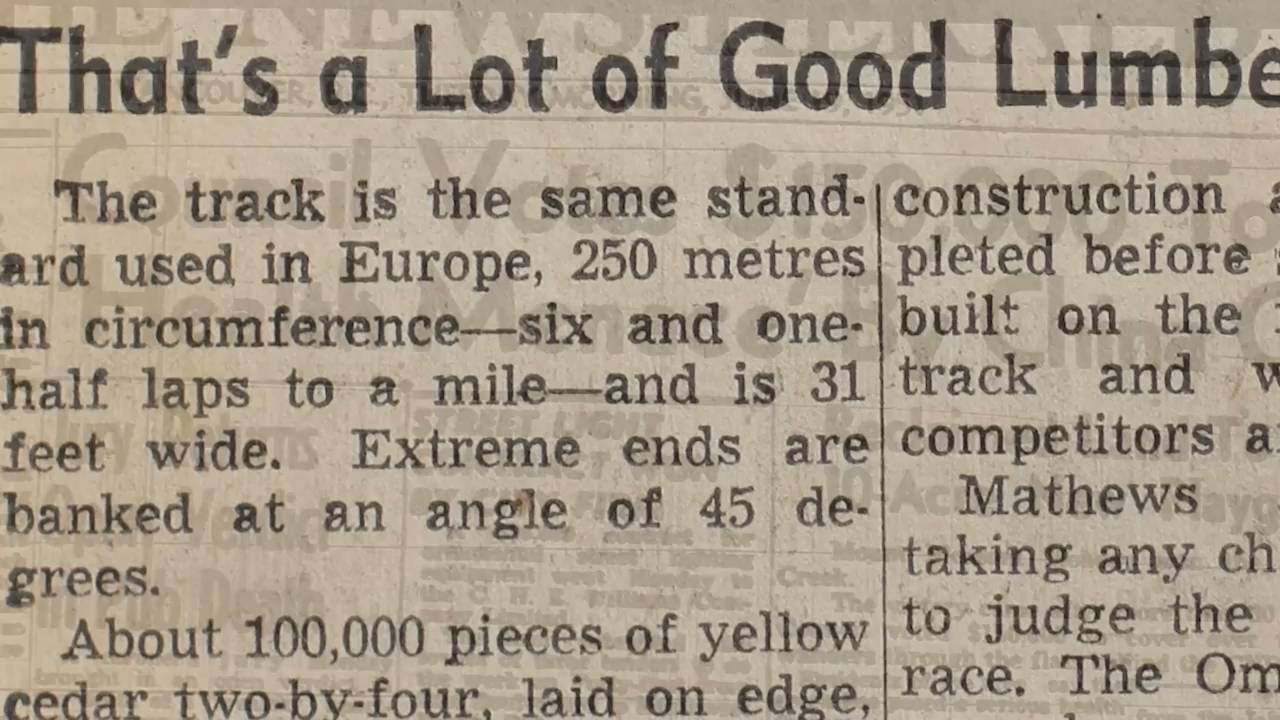 That's a Lot of Good
The track is the same stand-
ard used in Europe, 250 metres
in circumference—six and one-
half laps to a mile—and is 31
feet wide. Extreme ends are
banked at an angle of 45 de-
grees.
About 100,000 pieces of yellow
cedar two-by-four, laid on edge,
construction
pleted before
built on the
track and
competitors
Mathews
taking any
to judge the
race. The